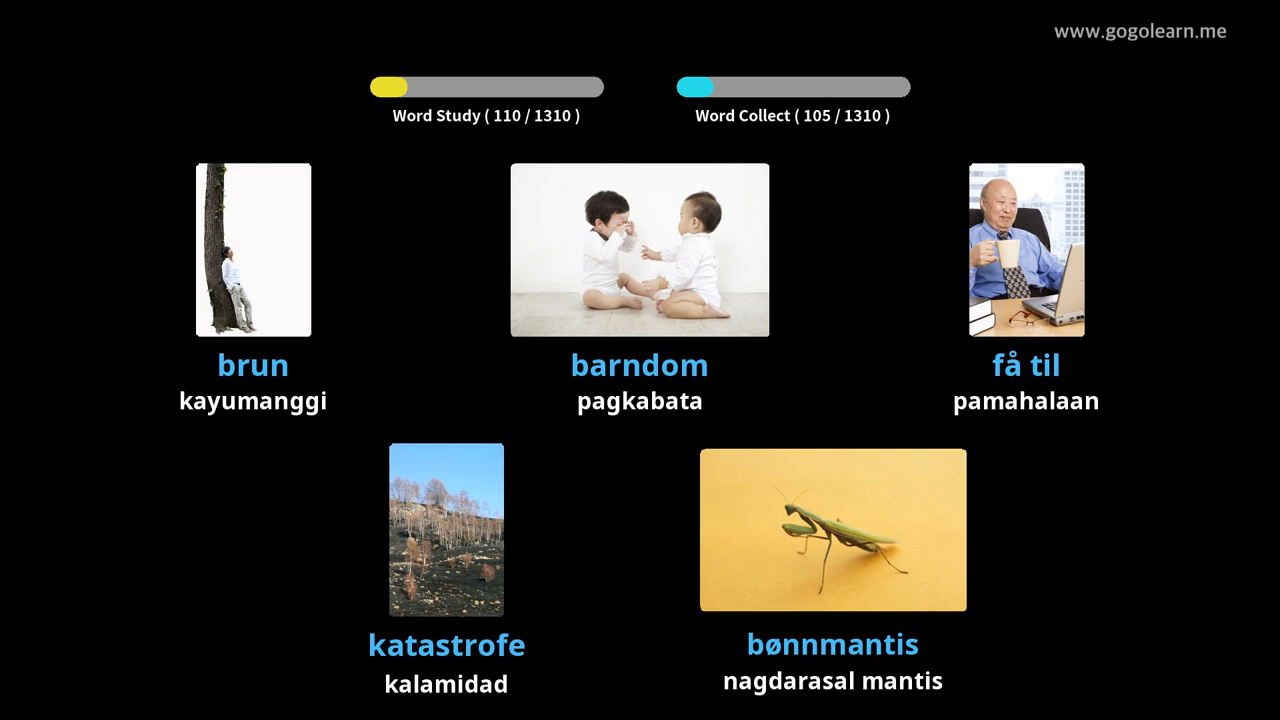 www.gogolearn.me
Word Study ( 110 / 1310 )
Word Collect ( 105 / 1310 )
brun
kayumanggi
barndom
pagkabata
få til
pamahalaan
katastrofe
kalamidad
bønnmantis
nagdarasal mantis